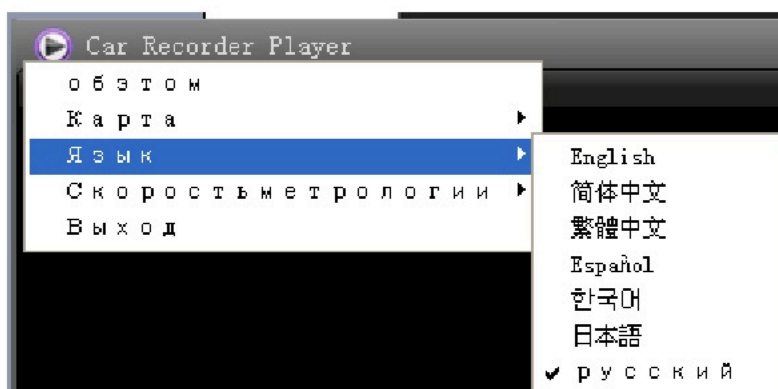 Car Recorder Player
обэтом
Карта
Язык
Скоростьметрологии
Выход
English
简体中文
繁體中文
Español
한국어
日本語
русский